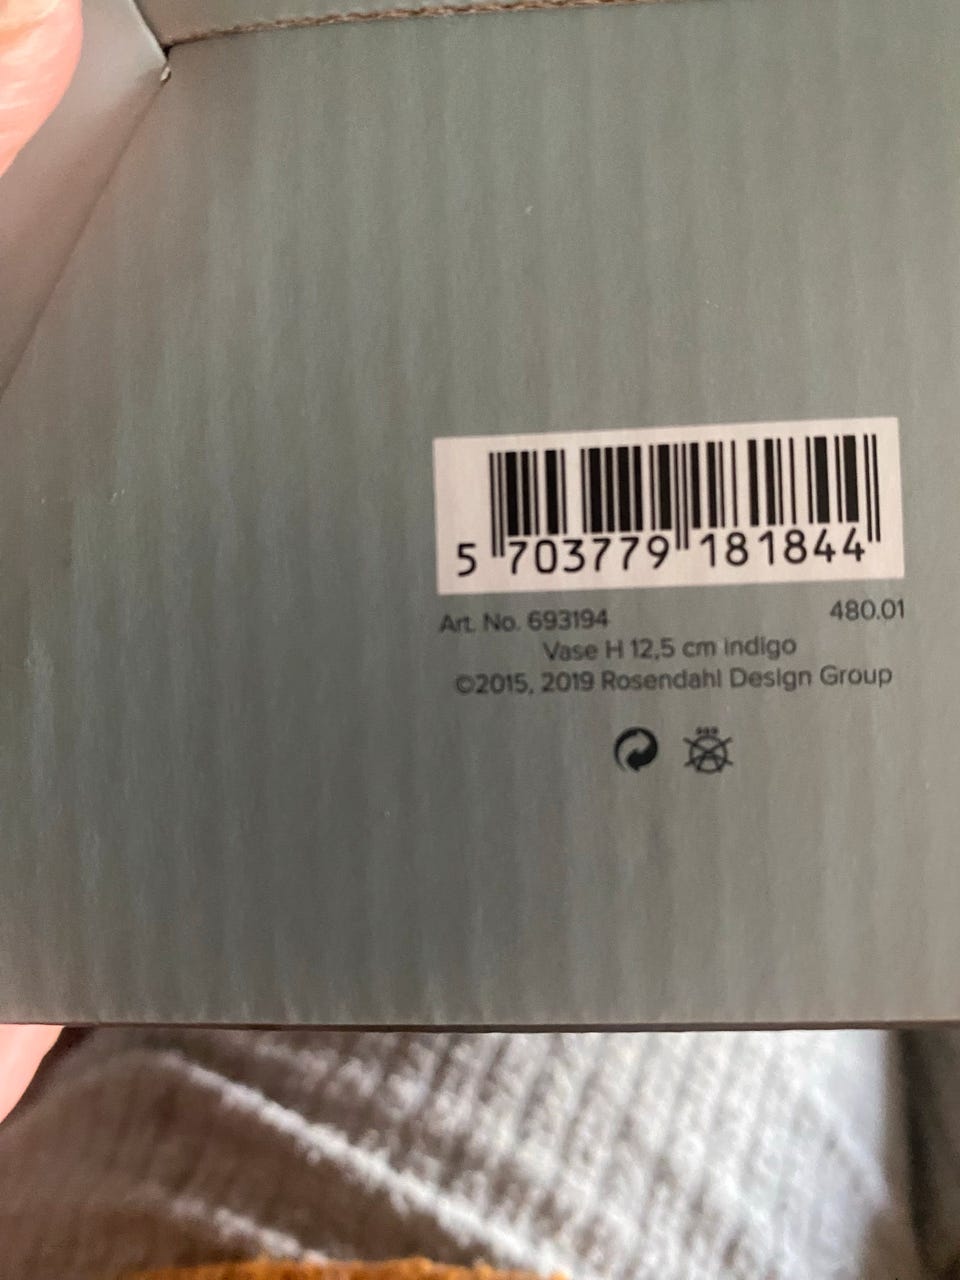 5 703779 181844
Art. No. 693194 480.01
Vase H 12,5 cm indigo
©2015, 2019 Rosendahl Design Group